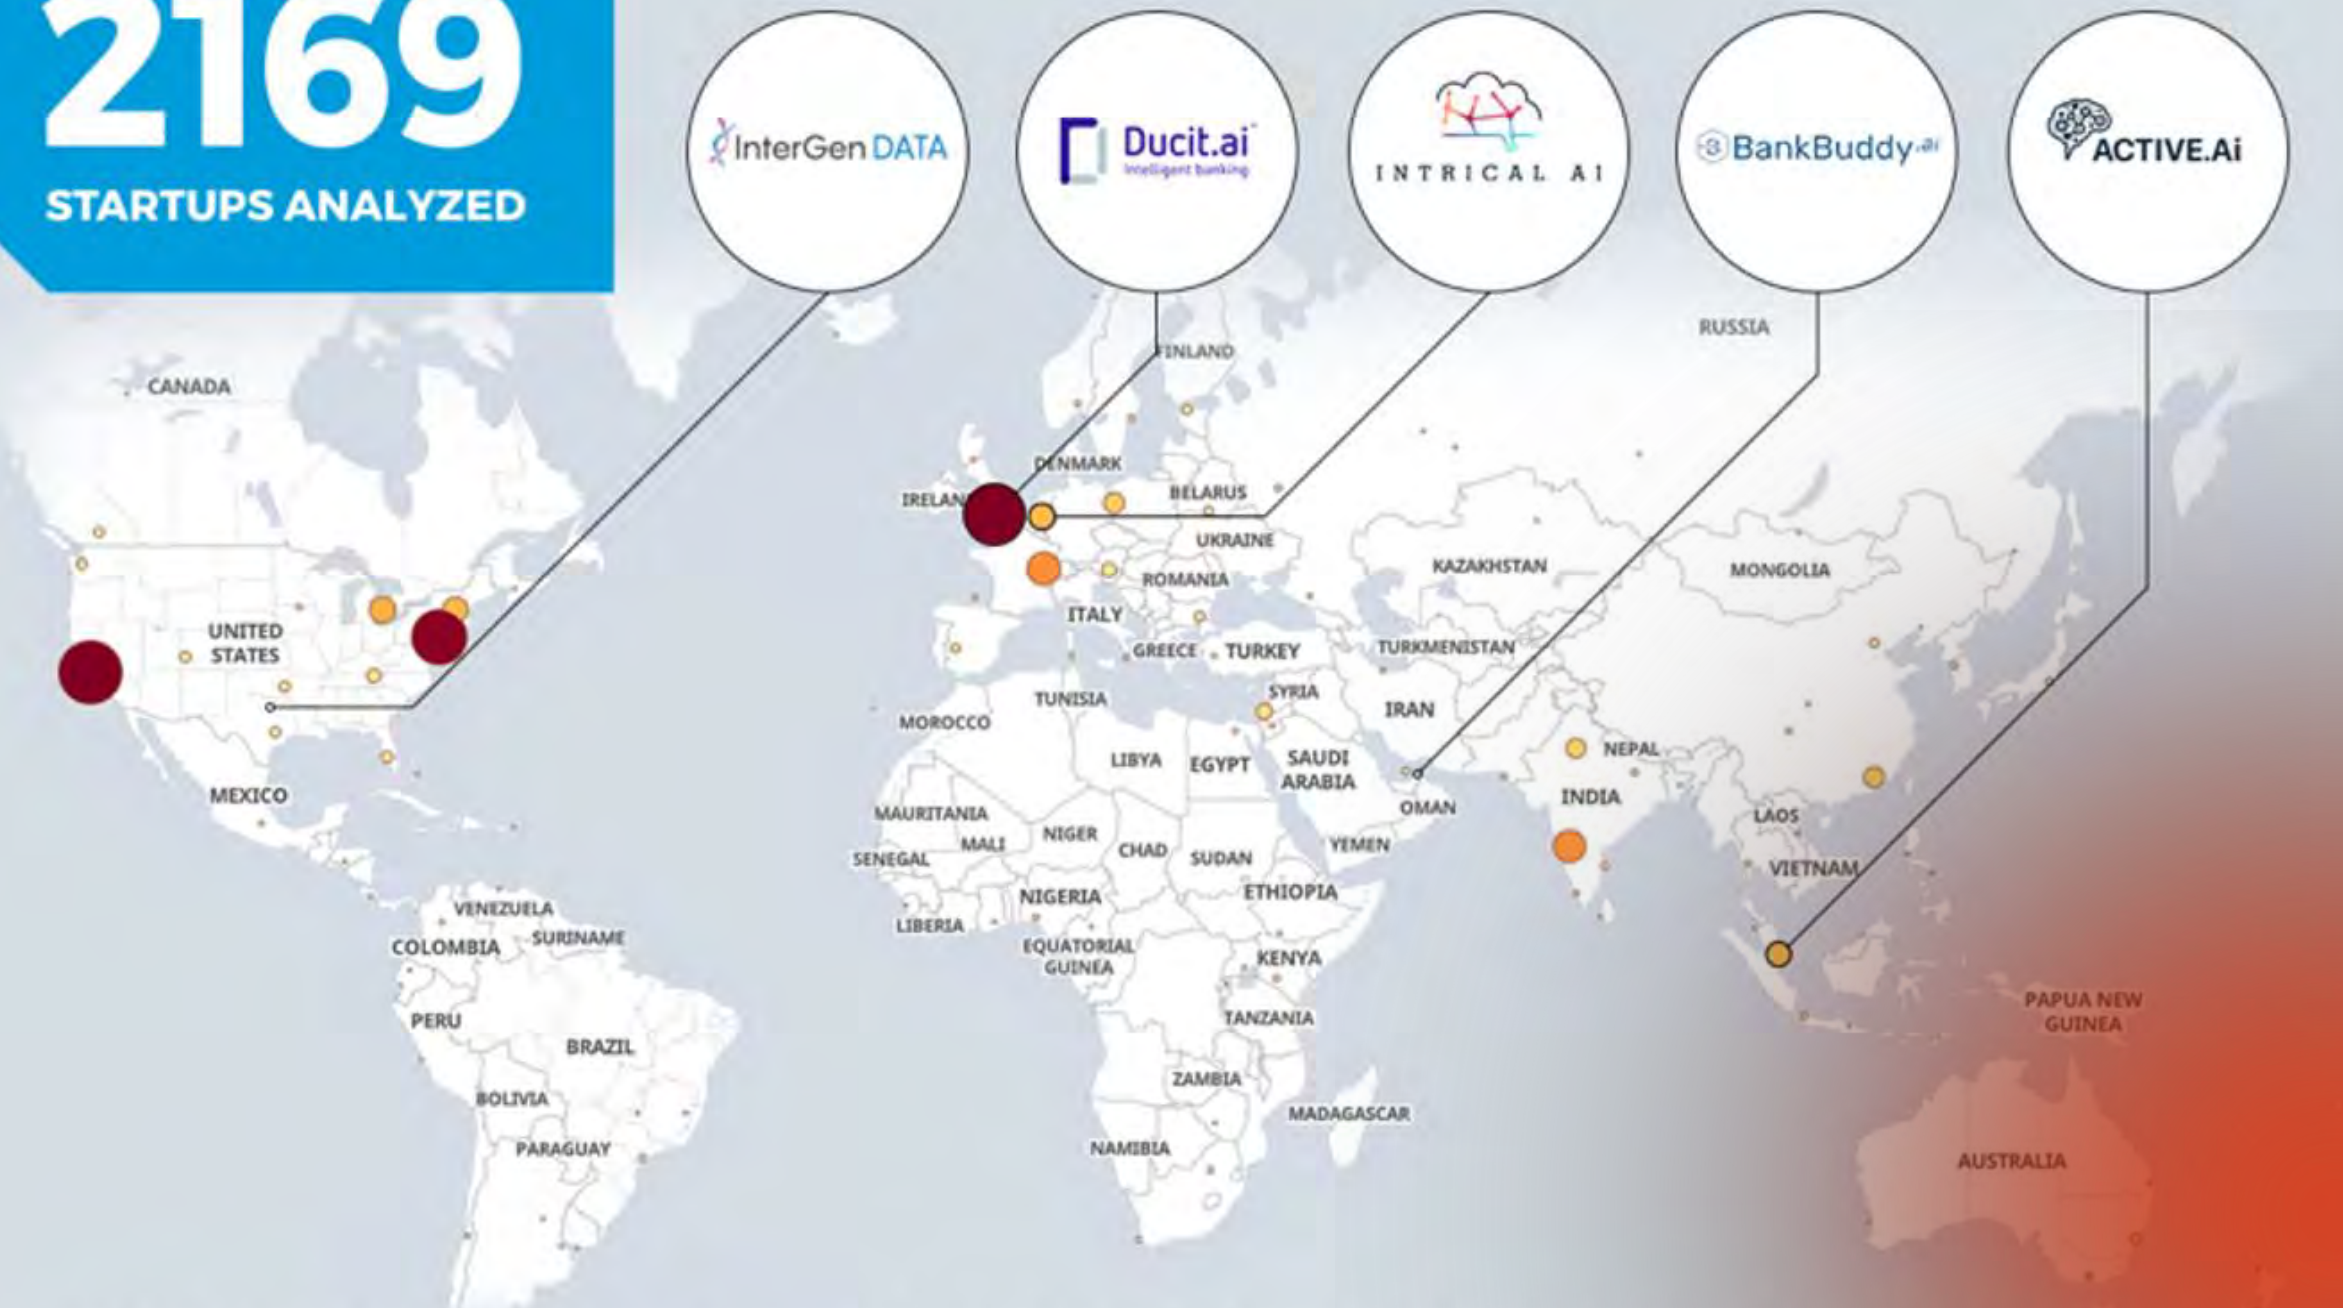 2169
STARTUPS ANALYZED
InterGen DATA
Ducit.ai
Intelligent banking
INTRICAL AI
BankBuddy.ai
ACTIVE.Ai
RUSSIA
FINLAND
CANADA
DENMARK
IRELAN
BELARUS
UKRAINE
KAZAKHSTAN
MONGOLIA
ROMANIA
ITALY
UNITED
STATES
GREECE
TURKEY
TURKMENISTAN
SYRIA
TUNISIA
IRAN
MOROCCO
NEPAL
LIBYA
EGYPT
SAUDI
ARABIA
MEXICO
INDIA
OMAN
MAURITANIA
LAOS
NIGER
MALI
CHAD
YEMEN
SENEGAL
SUDAN
VIETNAM
ETHIOPIA
NIGERIA
VENEZUELA
LIBERIA
SURINAME
COLOMBIA
EQUATORIAL
GUINEA
KENYA
PAPUA NEW
GUINEA
PERU
TANZANIA
BRAZIL
ZAMBIA
BOLIVIA
MADAGASCAR
PARAGUAY
NAMIBIA
AUSTRALIA